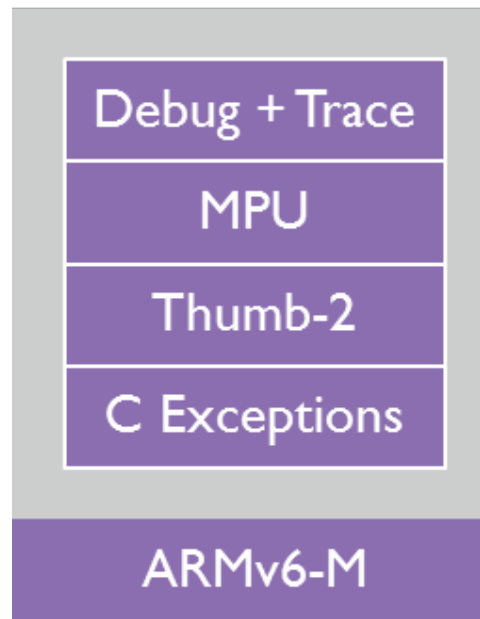 Debug + Trace
MPU
Thumb-2
C Exceptions
ARMv6-M